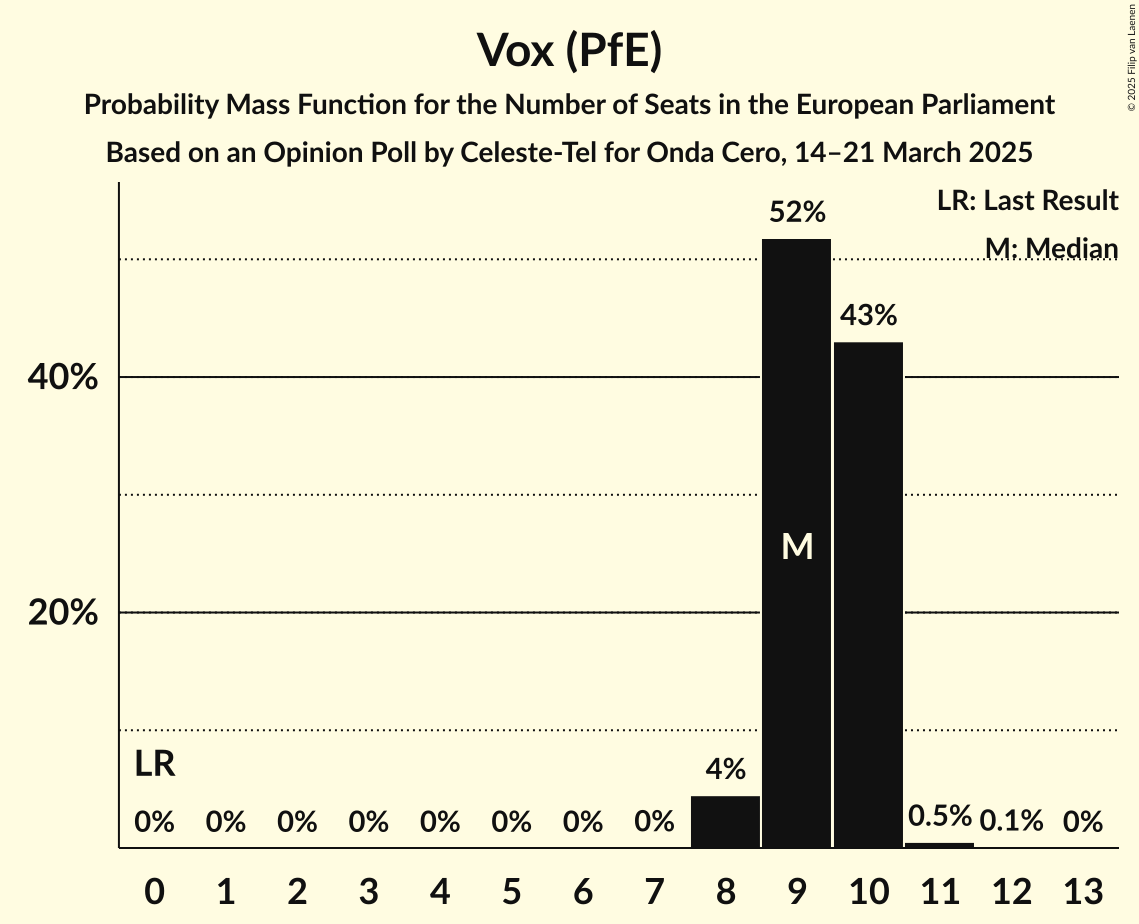 Vox (PfE)
Probability Mass Function for the Number of Seats in the European Parliament
Based on an Opinion Poll by Celeste-Tel for Onda Cero, 14–21 March 2025
© 2025 Filip van Laenen
LR: Last Result
M: Median
52%
43%
40%
M
20%
LR
4%
0% 0% 0% 0% 0% 0% 0% 0% 0.5% 0.1% 0%
0 1 2 3 4 5 6 7 8 9 10 11 12 13